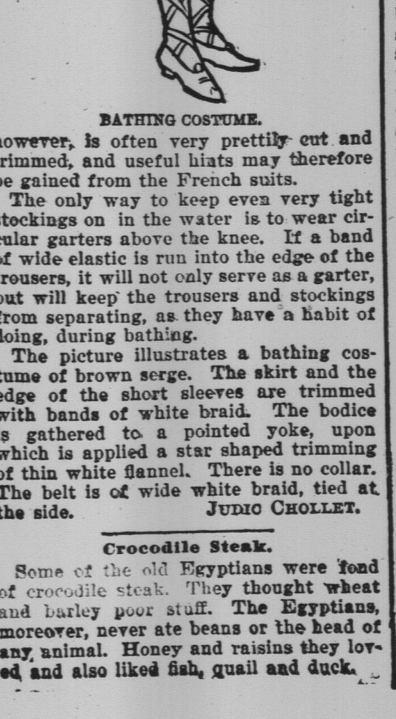 BATHING COSTUME.
however, is often very prettily cut and
trimmed, and useful hints may therefore
be gained from the French suits.
The only way to keep even very tight
stockings on in the water is to wear cir-
cular garters above the knee. If a band
of wide elastic is run into the edge of the
trousers, it will not only serve as a garter,
but will keep the trousers and stockings
from separating, as they have a habit of
doing, during bathing.
The picture illustrates a bathing cos-
tume of brown serge. The skirt and the
edge of the short sleeves are trimmed
with bands of white braid. The bodice
is gathered to a pointed yoke, upon
which is applied a star shaped trimming
of thin white flannel. There is no collar.
The belt is of wide white braid, tied at
the side. JUDIC CHOLLET.
Crocodile Steak.
Some of the old Egyptians were fond
of crocodile steak. They thought wheat
and barley poor stuff. The Egyptians,
moreover, never ate beans or the head of
any animal. Honey and raisins they lov-
ed and also liked fish, quail and duck.